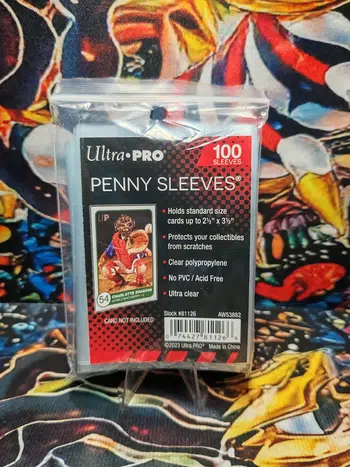 Ultra•PRO®
100
SLEEVES
PENNY SLEEVES®
• Holds standard size
cards up to 2½" x 3½"
• Protects your collectibles
from scratches
• Clear polypropylene
• No PVC / Acid Free
• Ultra clear
UP
54
CHARLOTTE DRAGONS
CARD NOT INCLUDED
Stock #81126
AWS3882
74427 81126
©2023 Ultra PRO® Made in China